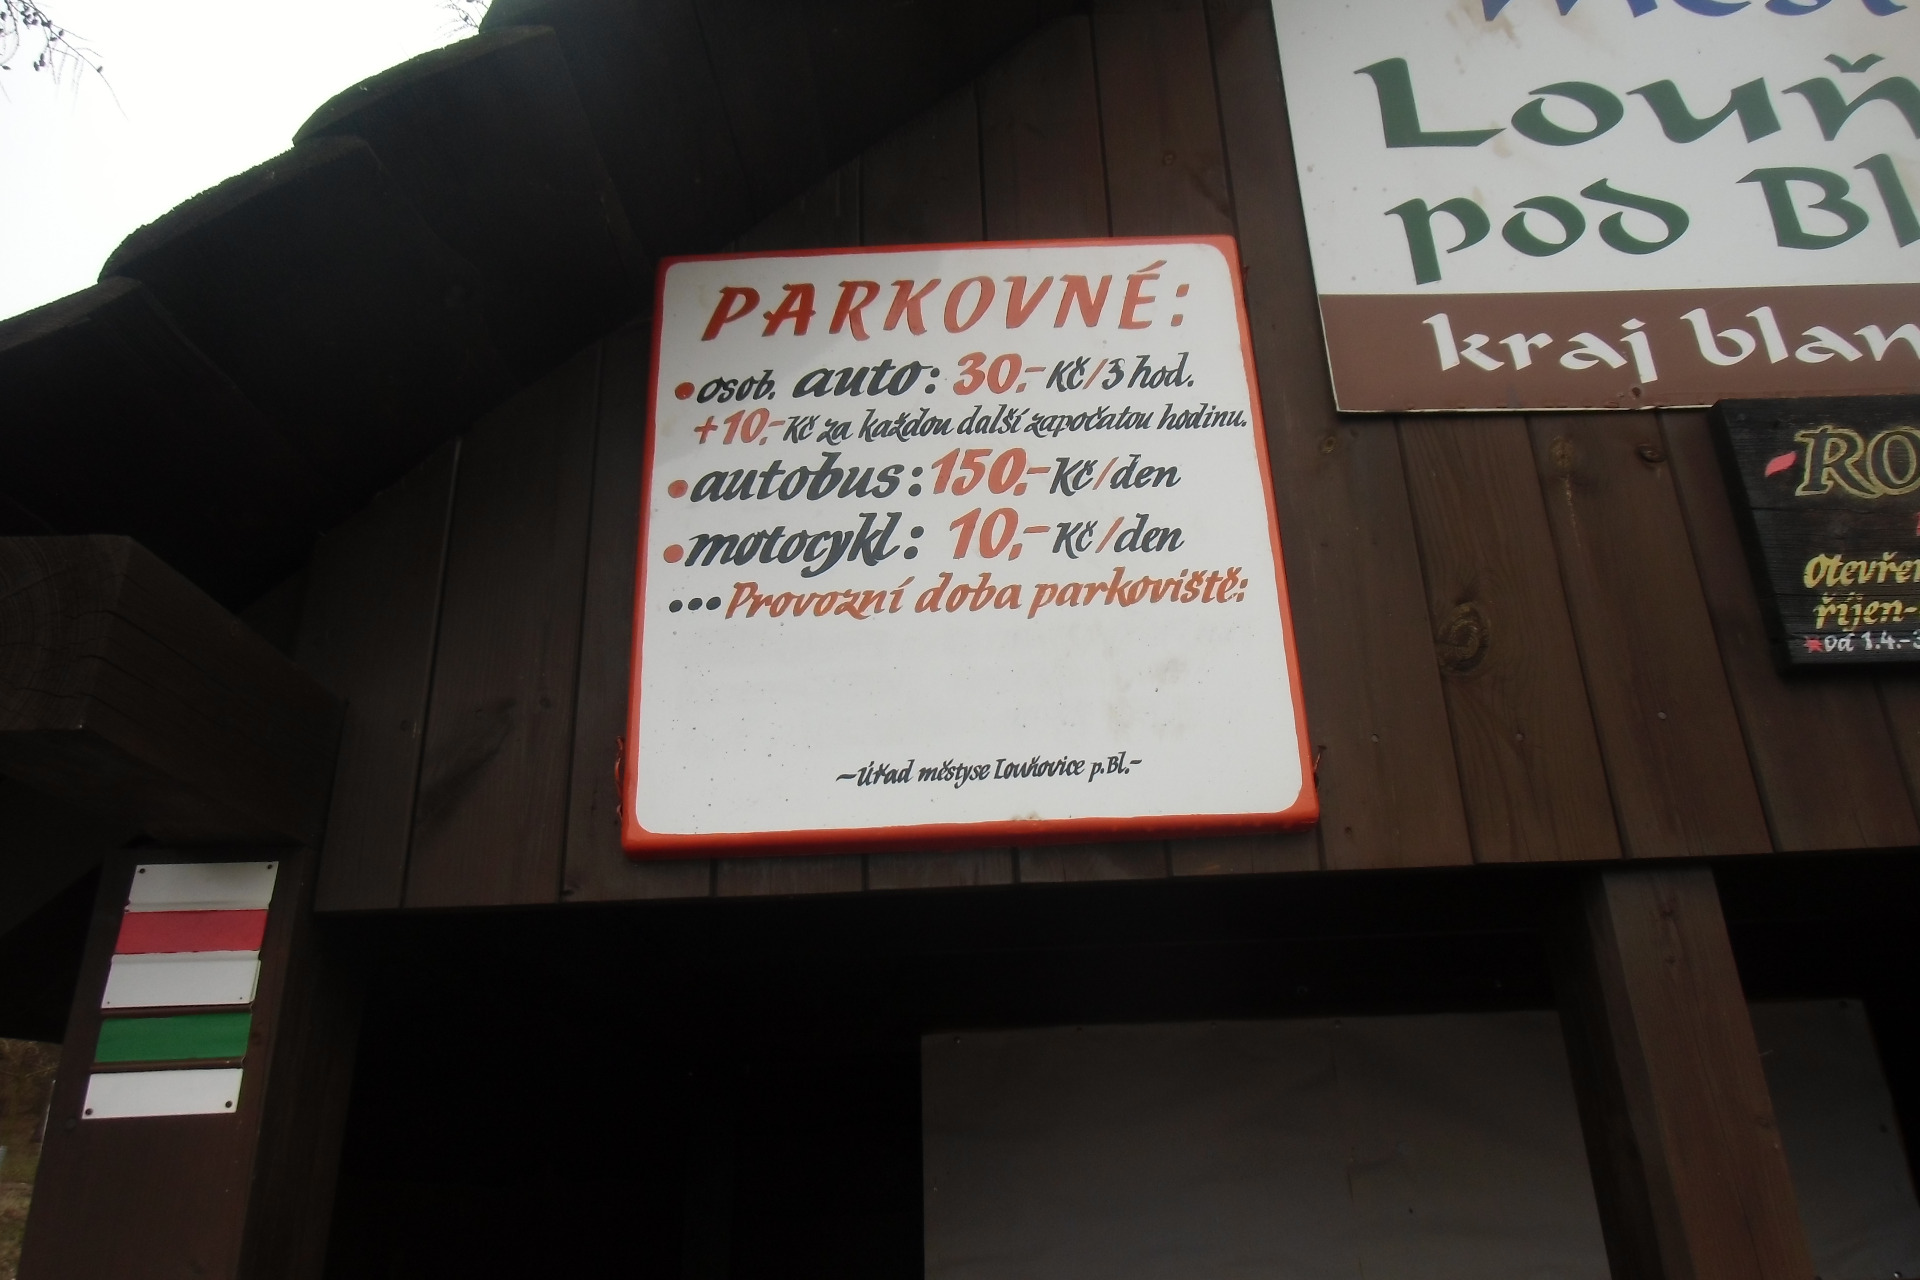 PARKOVNÉ:
•osob. auto: 30.- Kč/3 hod.
+10.- Kč za každou další započatou hodinu.
•autobus: 150.- Kč/den
•motocykl: 10.- Kč/den
•••Provozní doba parkoviště:
~Úřad městyse Louňovice p.Bl.~
Louň
pod Bl
kraj blan
-RO
Otevřen
říjen-
*od 1.4.-3